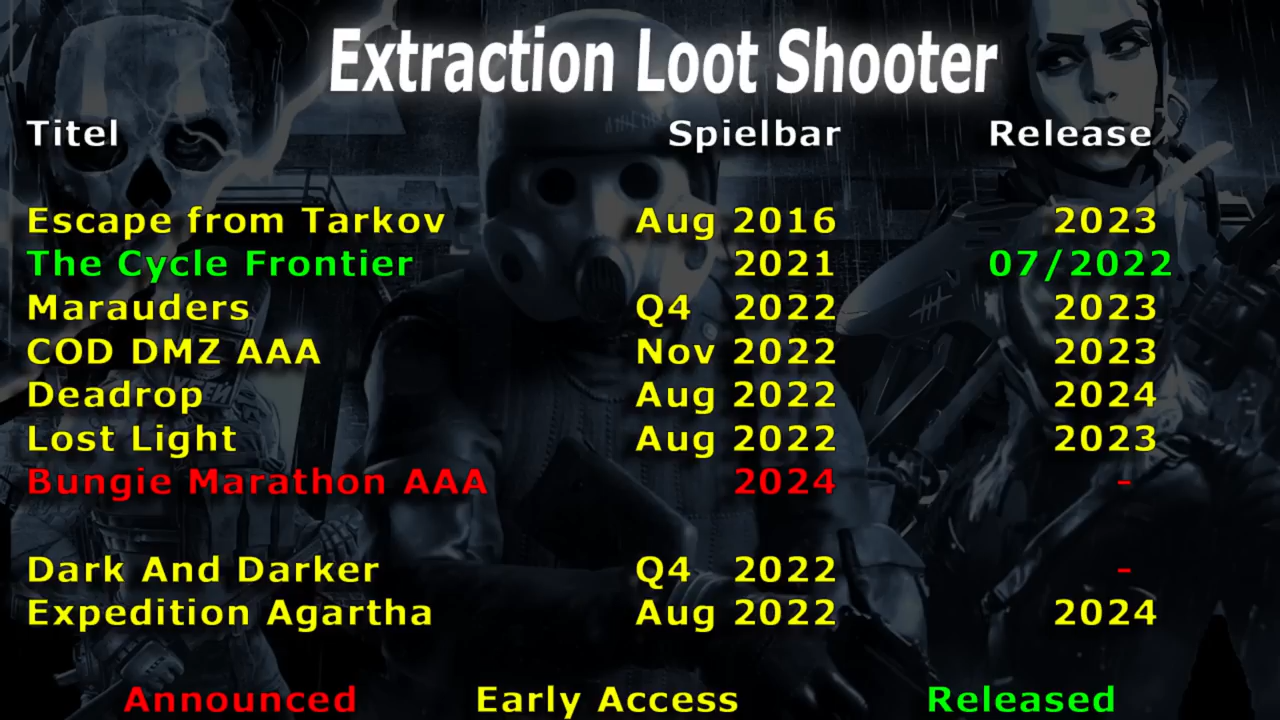 Extraction Loot Shooter
Titel Spielbar Release
Escape from Tarkov Aug 2016 2023
The Cycle Frontier 2021 07/2022
Marauders Q4 2022 2023
COD DMZ AAA Nov 2022 2023
Deadrop Aug 2022 2024
Lost Light Aug 2022 2023
Bungie Marathon AAA 2024 -
Dark And Darker Q4 2022 -
Expedition Agartha Aug 2022 2024
Announced Early Access Released